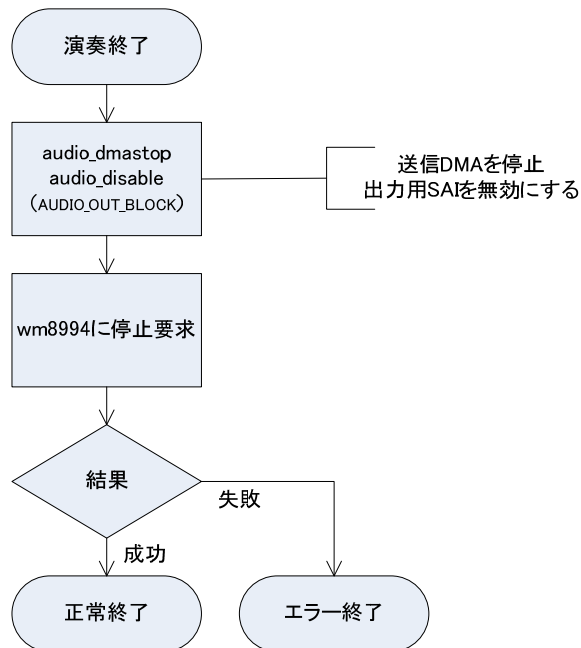 演奏終了
audio_dmastop
audio_disable
(AUDIO_OUT_BLOCK)
送信DMAを停止
出力用SAIを無効にする
wm8994に停止要求
結果
失敗
成功
正常終了
エラー終了